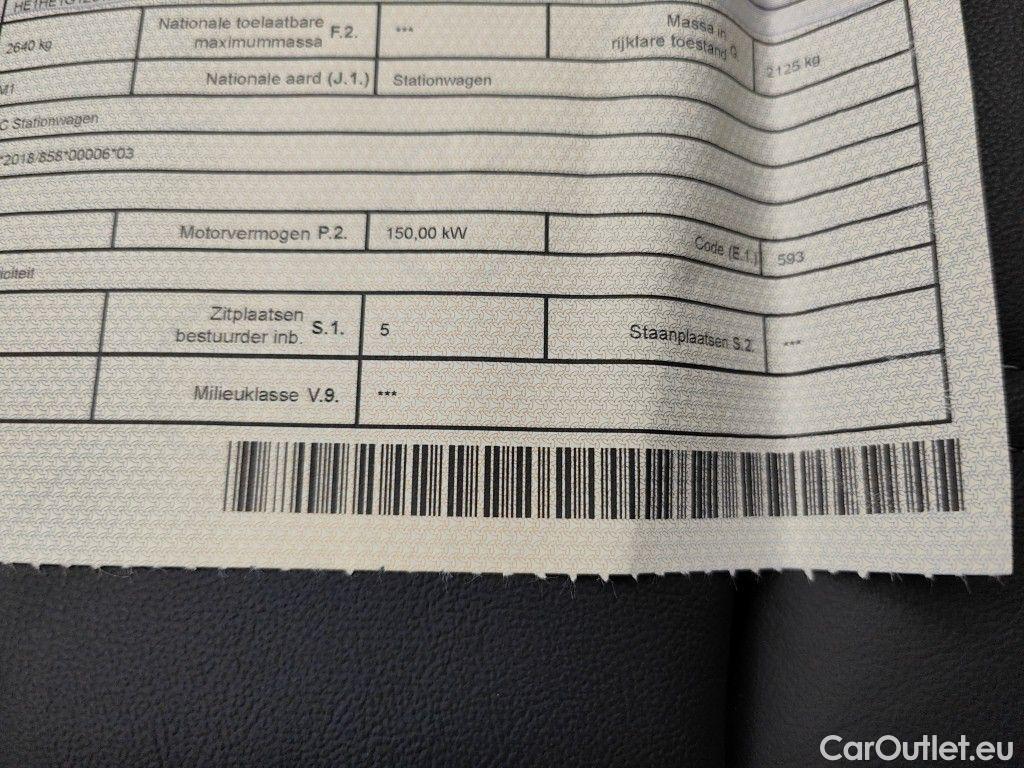 Nationale toelaatbare
maximummassa F.2. ***
Massa in
rijklare toestand G
2640 kg
2125 kg
M1 Nationale aard (J.1.) Stationwagen
C Stationwagen
*2018/858*00006*03
Motorvermogen P.2. 150,00 kW Code (E.1.) 593
iciteit
Zitplaatsen
bestuurder inb. S.1. 5 Staanplaatsen S.2. ***
Milieuklasse V.9. ***
CarOutlet.eu